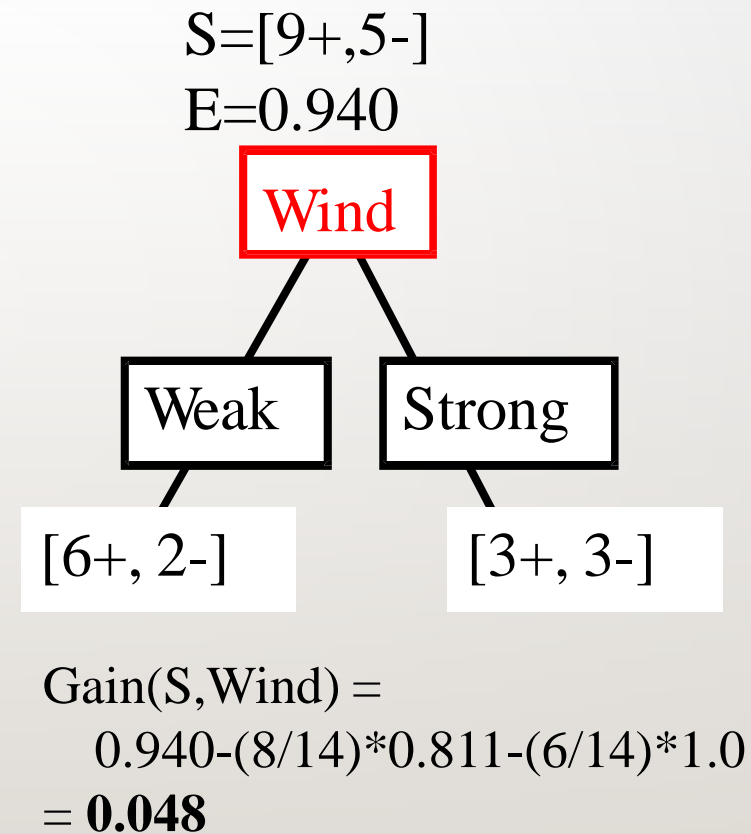 S=[9+,5-]
E=0.940
Wind
Weak
Strong
[6+, 2-]
[3+, 3-]
Gain(S,Wind) =
0.940-(8/14)*0.811-(6/14)*1.0
= 0.048